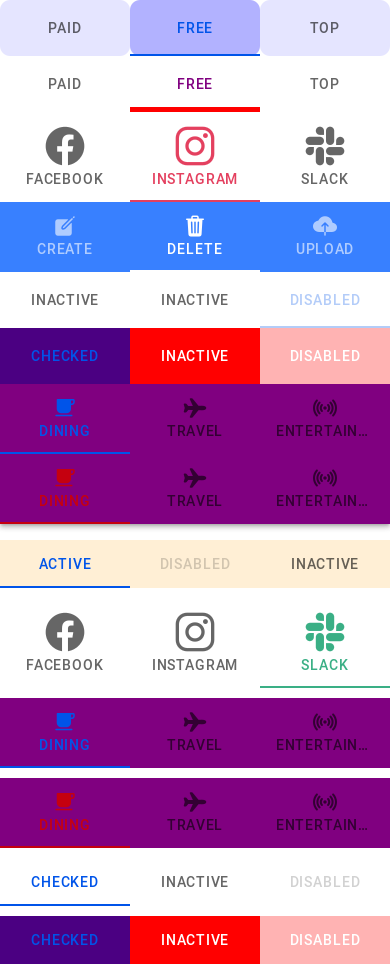 PAID FREE TOP
PAID FREE TOP
FACEBOOK INSTAGRAM SLACK
CREATE DELETE UPLOAD
INACTIVE INACTIVE DISABLED
CHECKED INACTIVE DISABLED
DINING TRAVEL ENTERTAIN...
DINING TRAVEL ENTERTAIN...
ACTIVE DISABLED INACTIVE
FACEBOOK INSTAGRAM SLACK
DINING TRAVEL ENTERTAIN...
DINING TRAVEL ENTERTAIN...
CHECKED INACTIVE DISABLED
CHECKED INACTIVE DISABLED